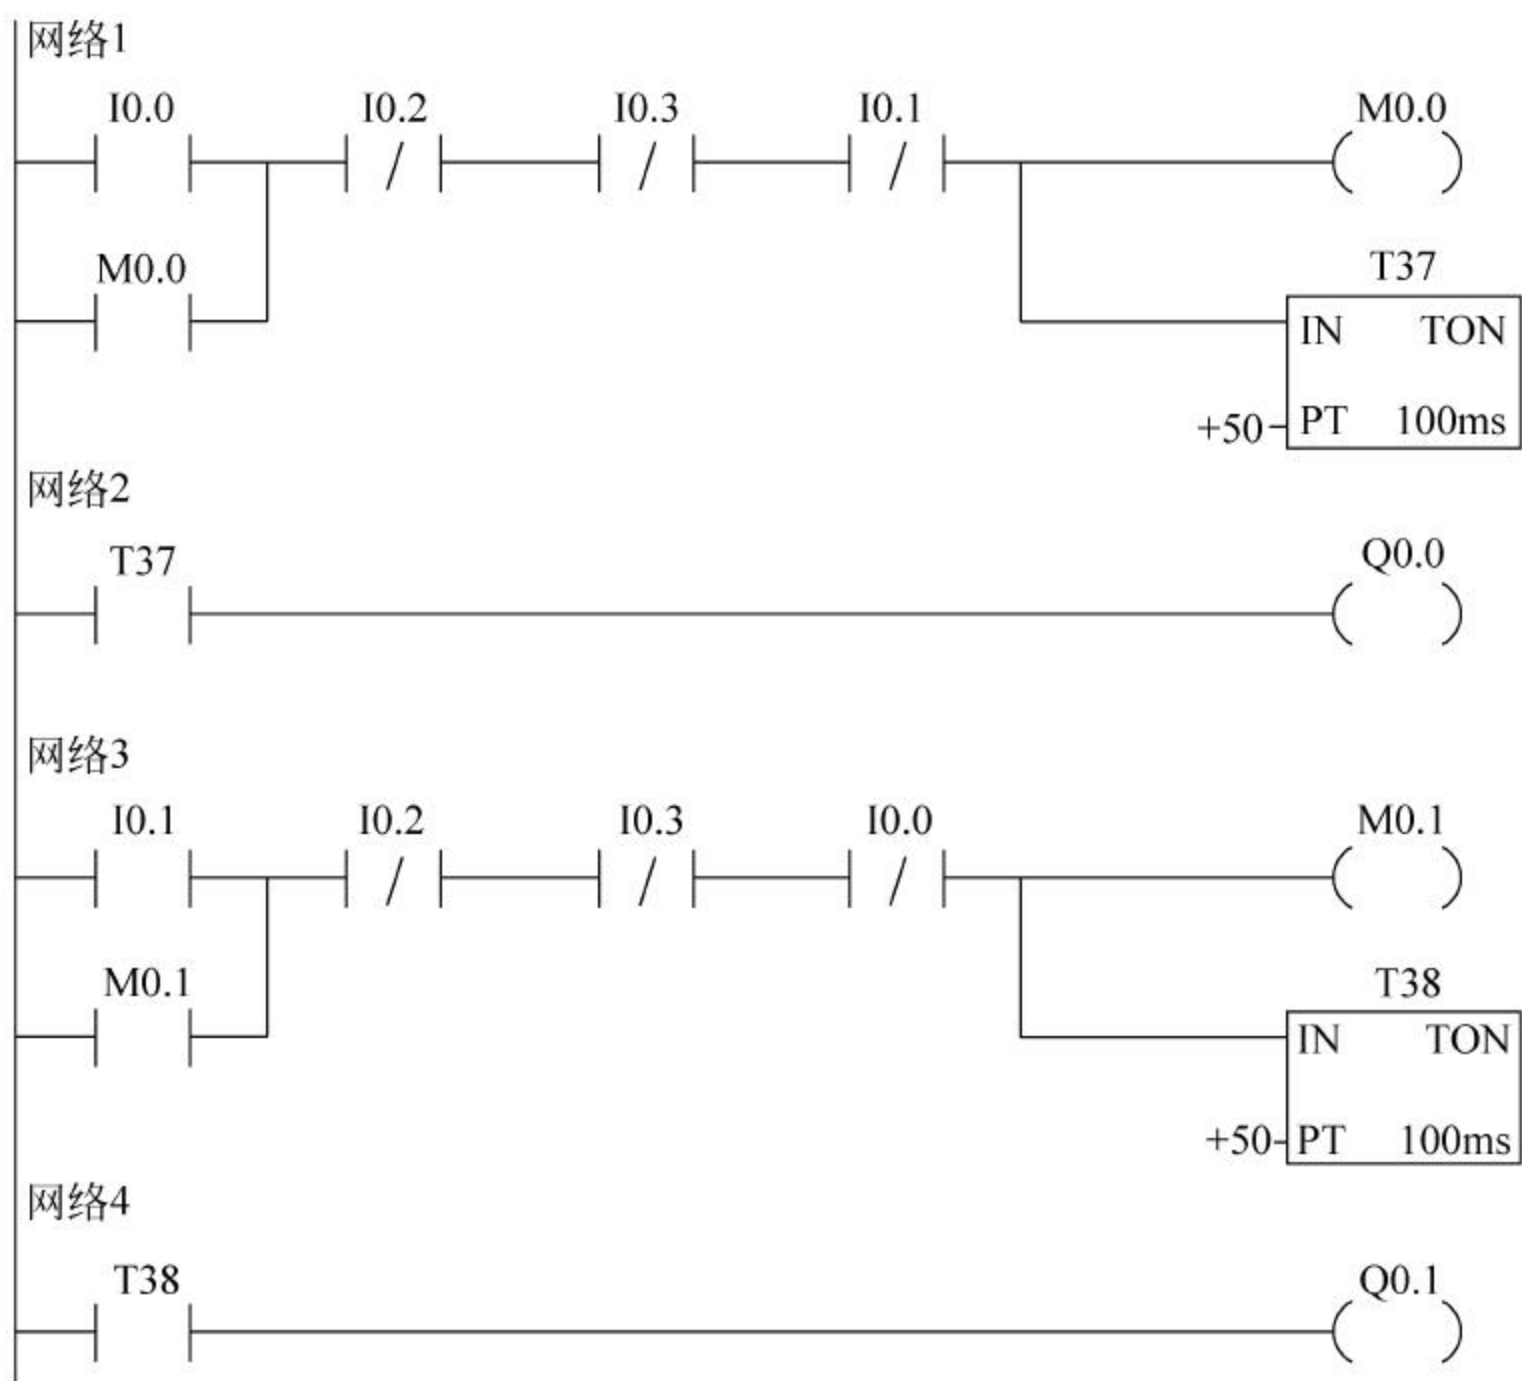 网络1
I0.0 I0.2 I0.3 I0.1 M0.0
M0.0 T37
IN TON
+50 PT 100ms
网络2
T37 Q0.0
网络3
I0.1 I0.2 I0.3 I0.0 M0.1
M0.1 T38
IN TON
+50 PT 100ms
网络4
T38 Q0.1